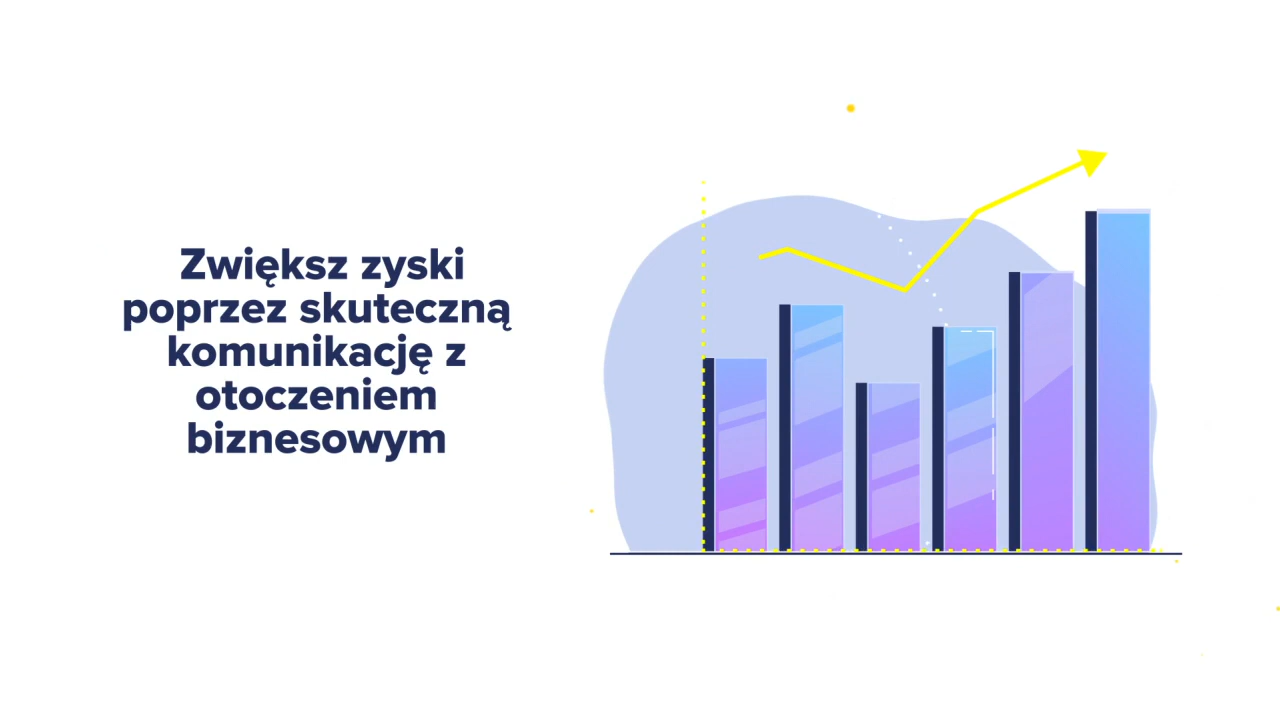 Zwiększ zyski
poprzez skuteczną
komunikację z
otoczeniem
biznesowym